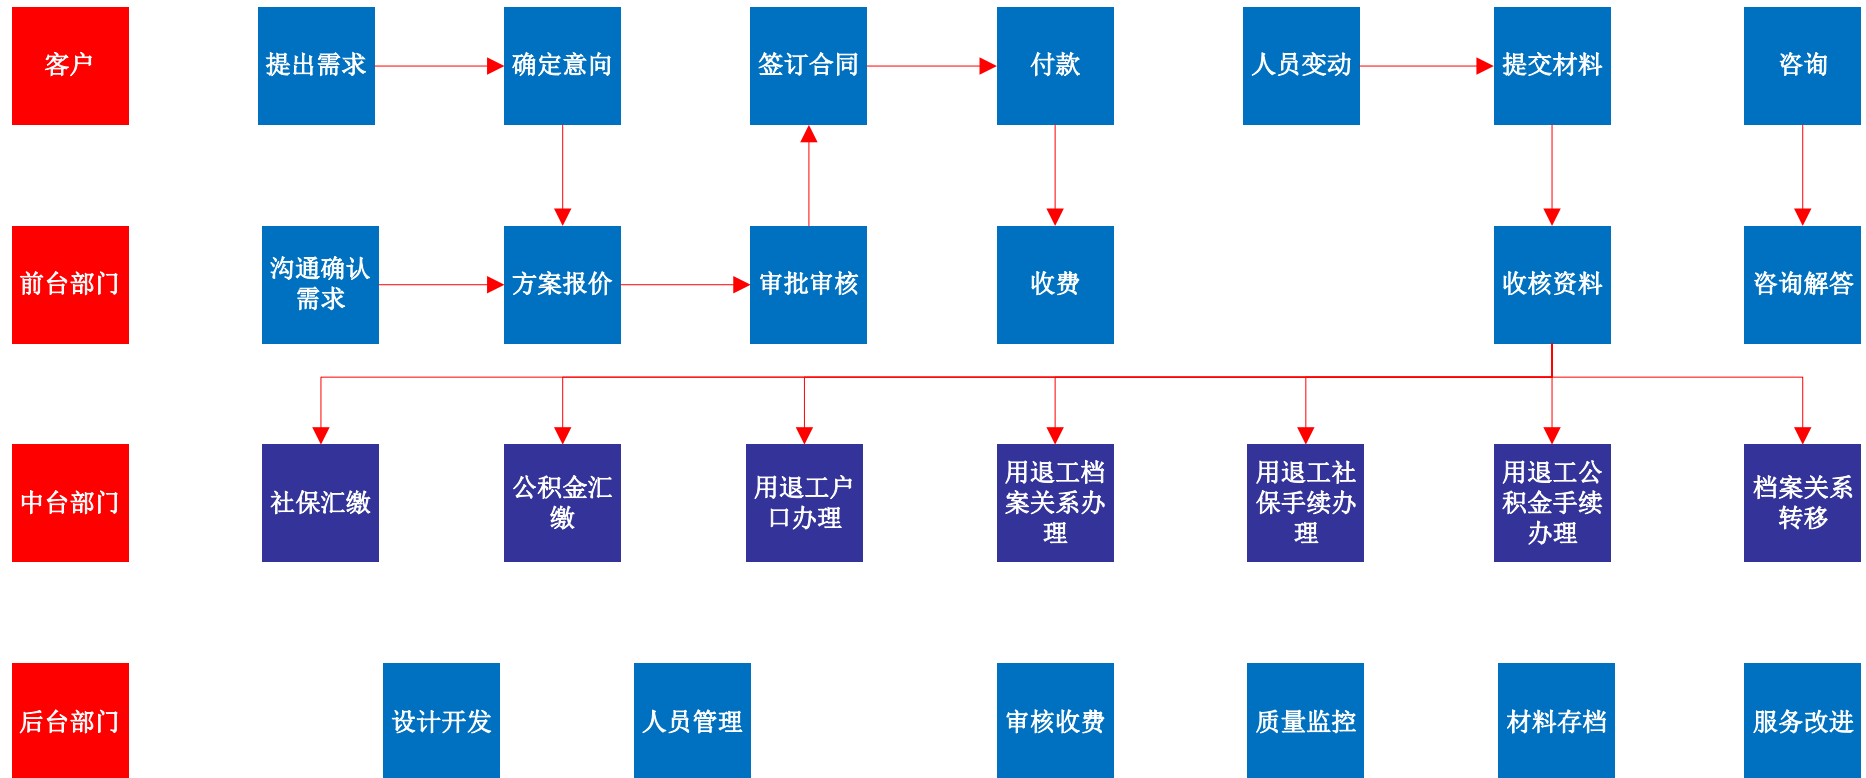 客户
提出需求
确定意向
签订合同
付款
人员变动
提交材料
咨询
前台部门
沟通确认
需求
方案报价
审批审核
收费
收核资料
咨询解答
中台部门
社保汇缴
公积金汇
缴
用退工户
口办理
用退工档
案关系办
理
用退工社
保手续办
理
用退工公
积金手续
办理
档案关系
转移
后台部门
设计开发
人员管理
审核收费
质量监控
材料存档
服务改进